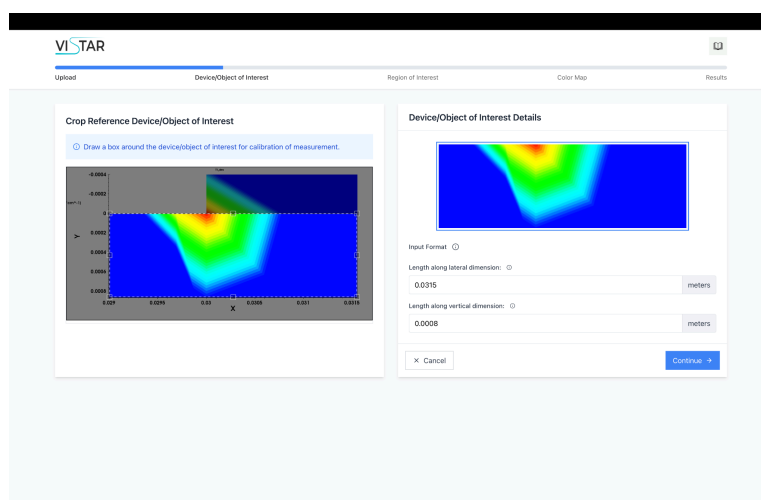 VISTAR
Upload
Device/Object of Interest
Region of Interest
Color Map
Results
Crop Reference Device/Object of Interest
Draw a box around the device/object of interest for calibration of measurement.
-0.0004
-0.0002
0
0.0002
0.0004
0.0006
0.0008
Y
0.029
0.0295
0.03
0.0305
0.031
0.0315
X
Device/Object of Interest Details
Input Format
Length along lateral dimension:
0.0315
meters
Length along vertical dimension:
0.0008
meters
× Cancel
Continue →